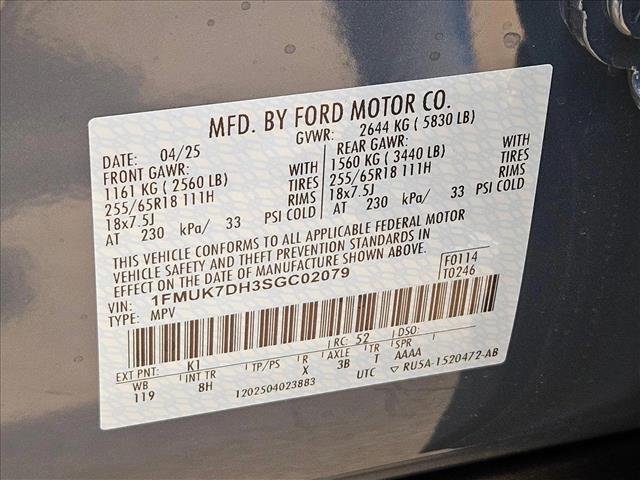 MFD. BY FORD MOTOR CO.
DATE: 04/25 GVWR: 2644 KG ( 5830 LB)
FRONT GAWR: WITH REAR GAWR: WITH
1161 KG ( 2560 LB) TIRES 1560 KG ( 3440 LB) TIRES
255/65R18 111H RIMS 255/65R18 111H RIMS
18x7.5J 18x7.5J
AT 230 kPa/ 33 PSI COLD AT 230 kPa/ 33 PSI COLD
THIS VEHICLE CONFORMS TO ALL APPLICABLE FEDERAL MOTOR
VEHICLE SAFETY AND THEFT PREVENTION STANDARDS IN
EFFECT ON THE DATE OF MANUFACTURE SHOWN ABOVE.
VIN: 1FMUK7DH3SGC02079 F0114
TYPE: MPV T0246
EXT PNT: K1 RC: 52 DSO:
WB INT TR TP/PS R AXLE TR SPR
119 8H X 3B T AAAA
1202504023883 UTC ▽ RU5A-1520472-AB